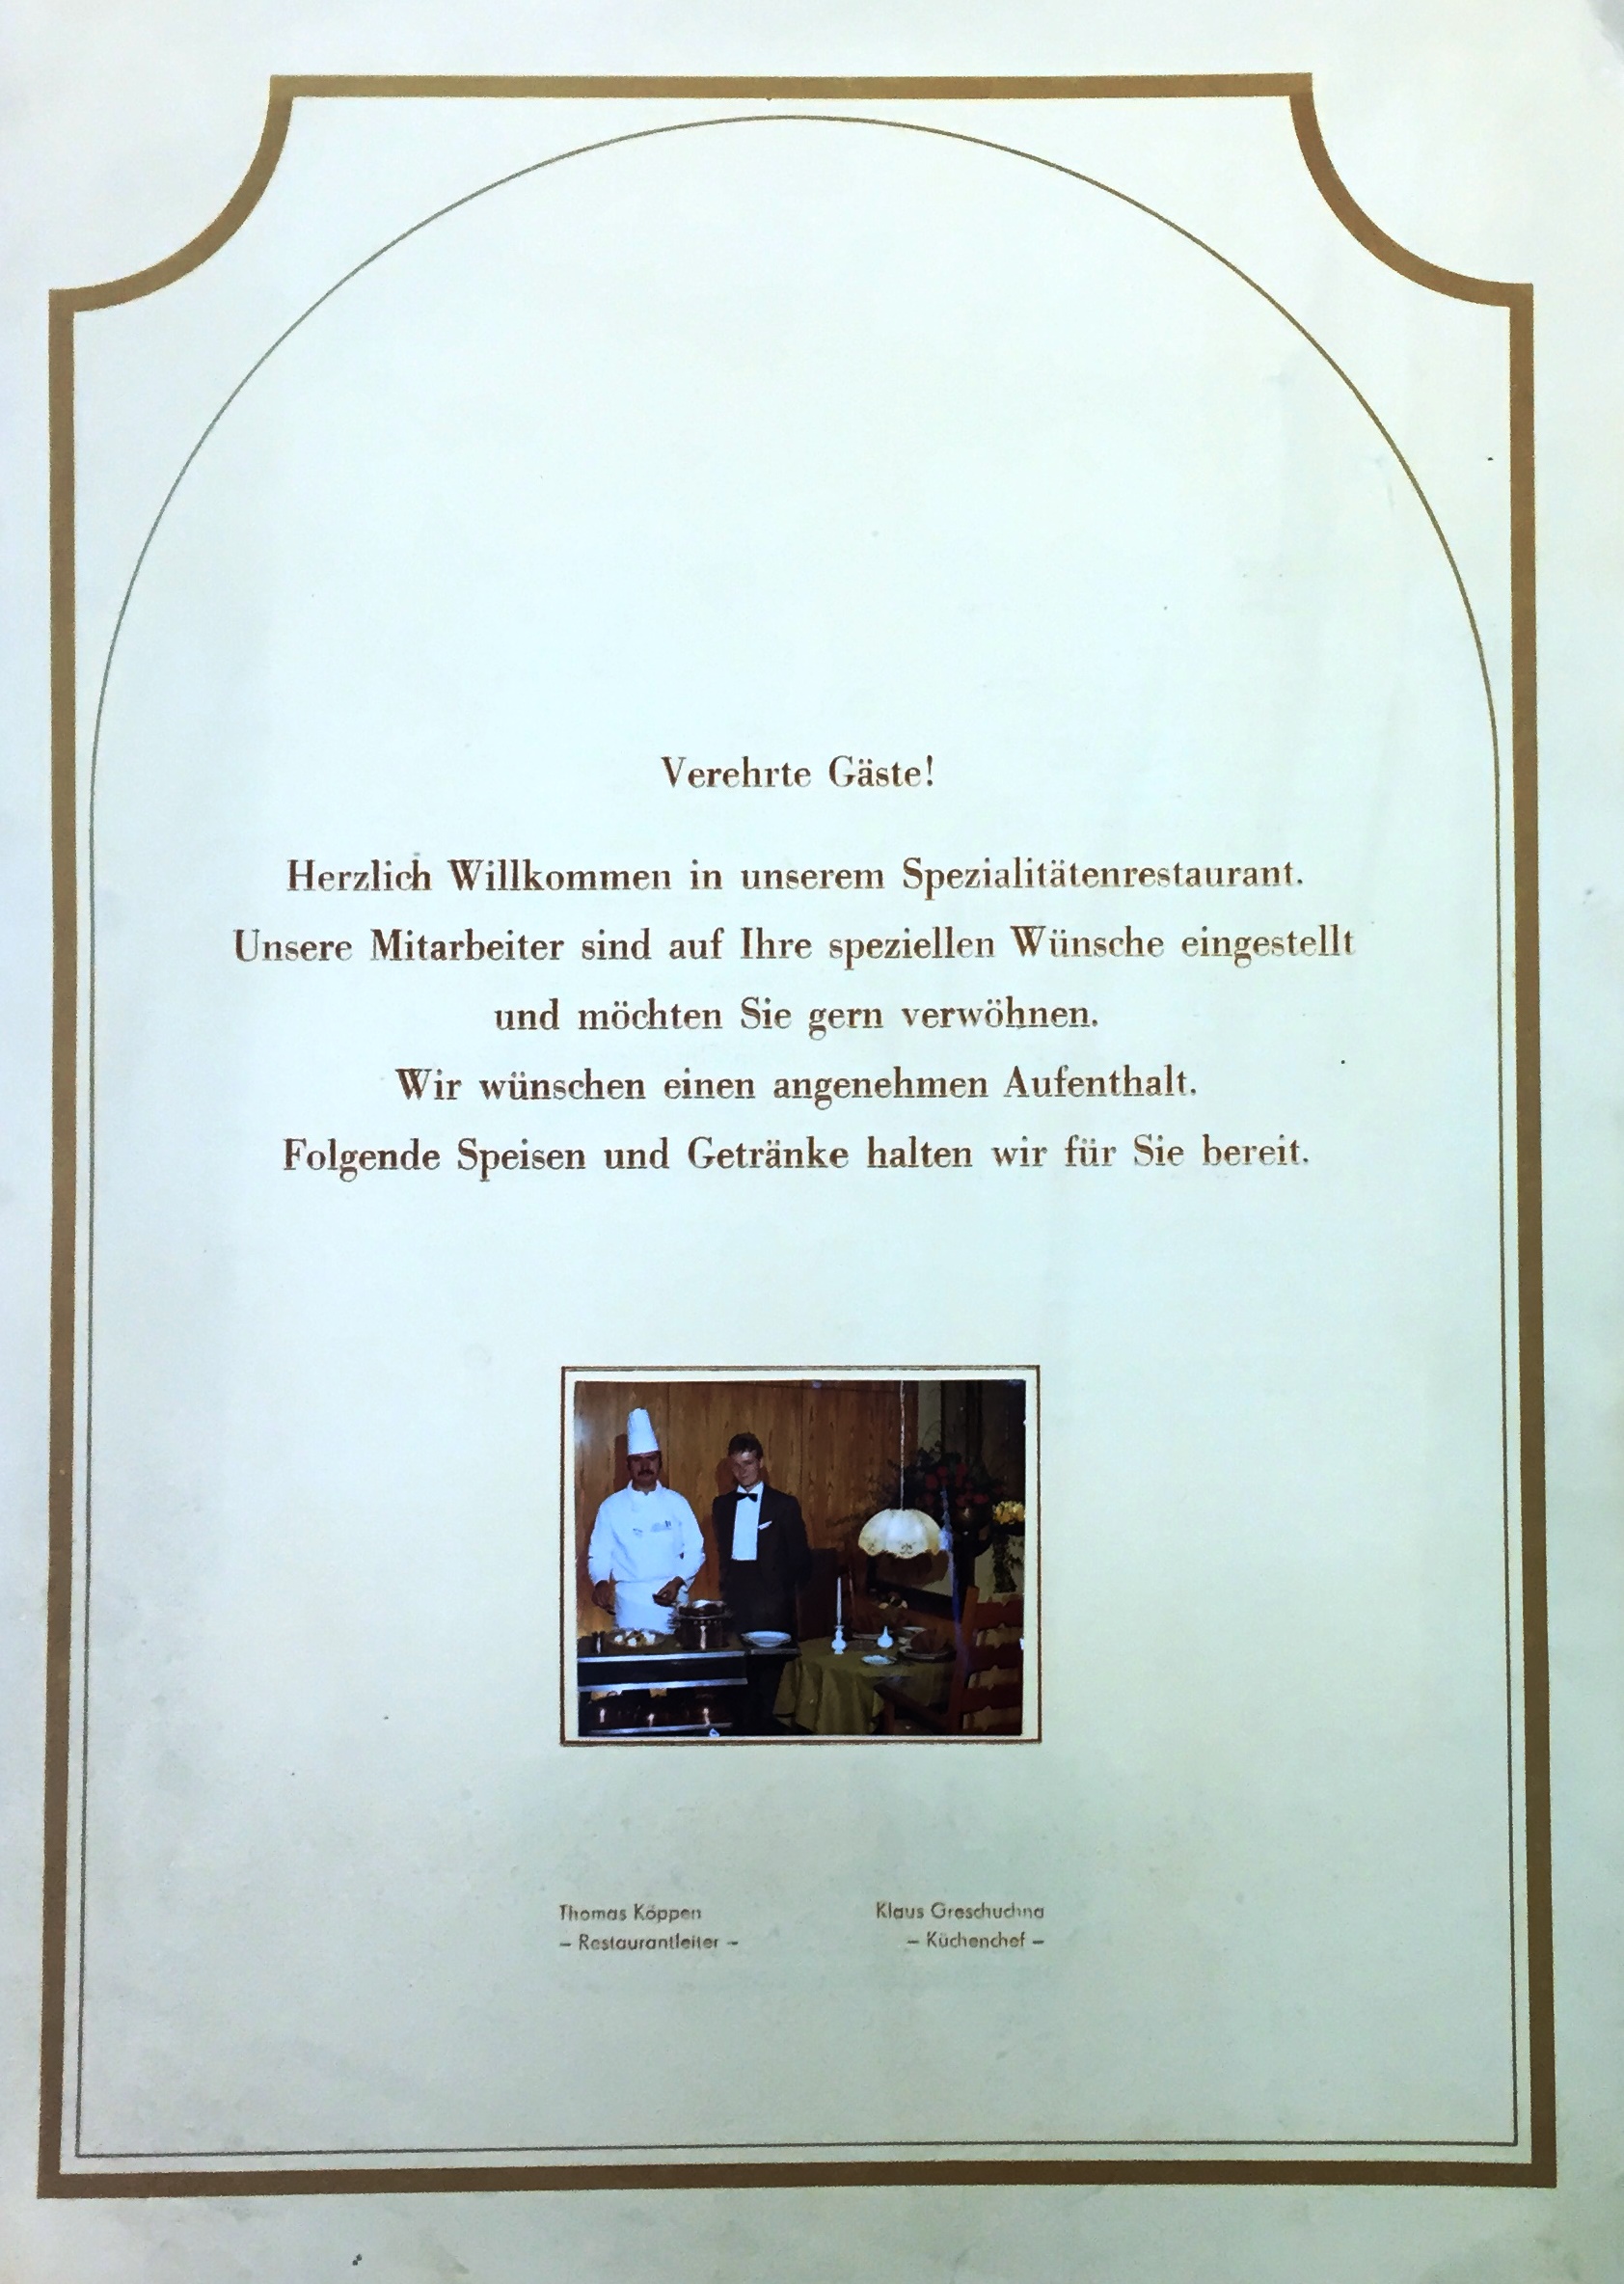 Verehrte Gäste!
Herzlich Willkommen in unserem Spezialitätenrestaurant.
Unsere Mitarbeiter sind auf Ihre speziellen Wünsche eingestellt
und möchten Sie gern verwöhnen.
Wir wünschen einen angenehmen Aufenthalt.
Folgende Speisen und Getränke halten wir für Sie bereit.
Thomas Köppen
– Restaurantleiter –
Klaus Greschuchna
– Küchenchef –